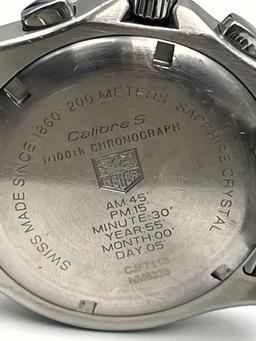 SWISS MADE SINCE 1860 - 200 METERS SAPPHIRE CRYSTAL
Calibre S
1/100th CHRONOGRAPH
TAG
HEUER
AM:45'
PM:15'
MINUTE:30'
YEAR:55'
MONTH:00'
DAY:05'